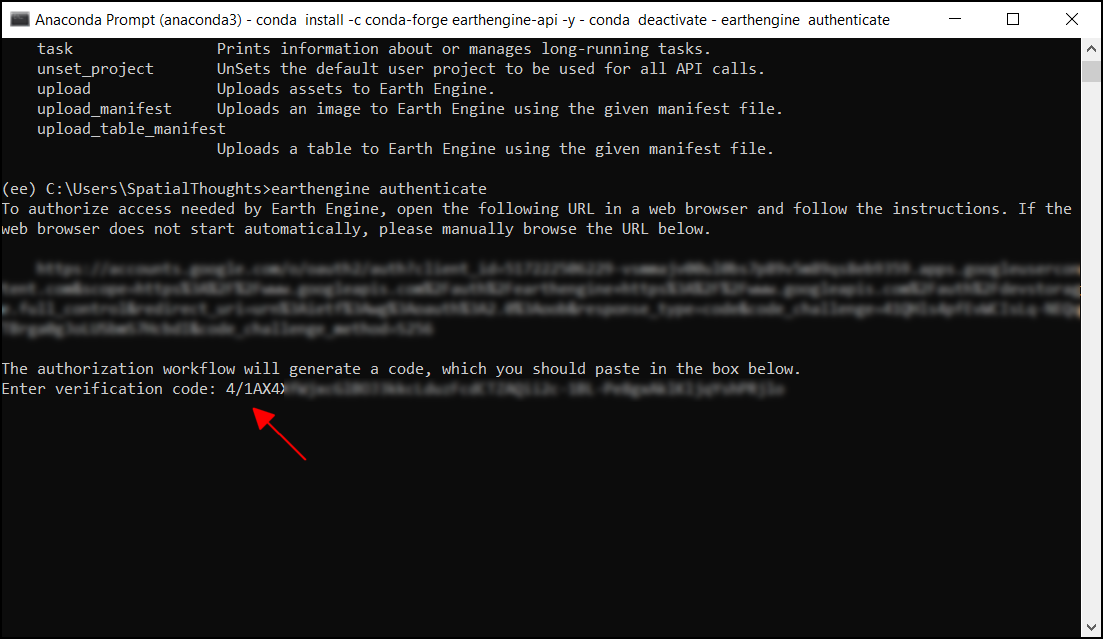 Anaconda Prompt (anaconda3) - conda  install -c conda-forge earthengine-api -y - conda  deactivate - earthengine  authenticate
task                Prints information about or manages long-running tasks.
unset_project       UnSets the default user project to be used for all API calls.
upload              Uploads assets to Earth Engine.
upload_manifest     Uploads an image to Earth Engine using the given manifest file.
upload_table_manifest
Uploads a table to Earth Engine using the given manifest file.
(ee) C:\Users\SpatialThoughts>earthengine authenticate
To authorize access needed by Earth Engine, open the following URL in a web browser and follow the instructions. If the
web browser does not start automatically, please manually browse the URL below.
The authorization workflow will generate a code, which you should paste in the box below.
Enter verification code: 4/1AX4